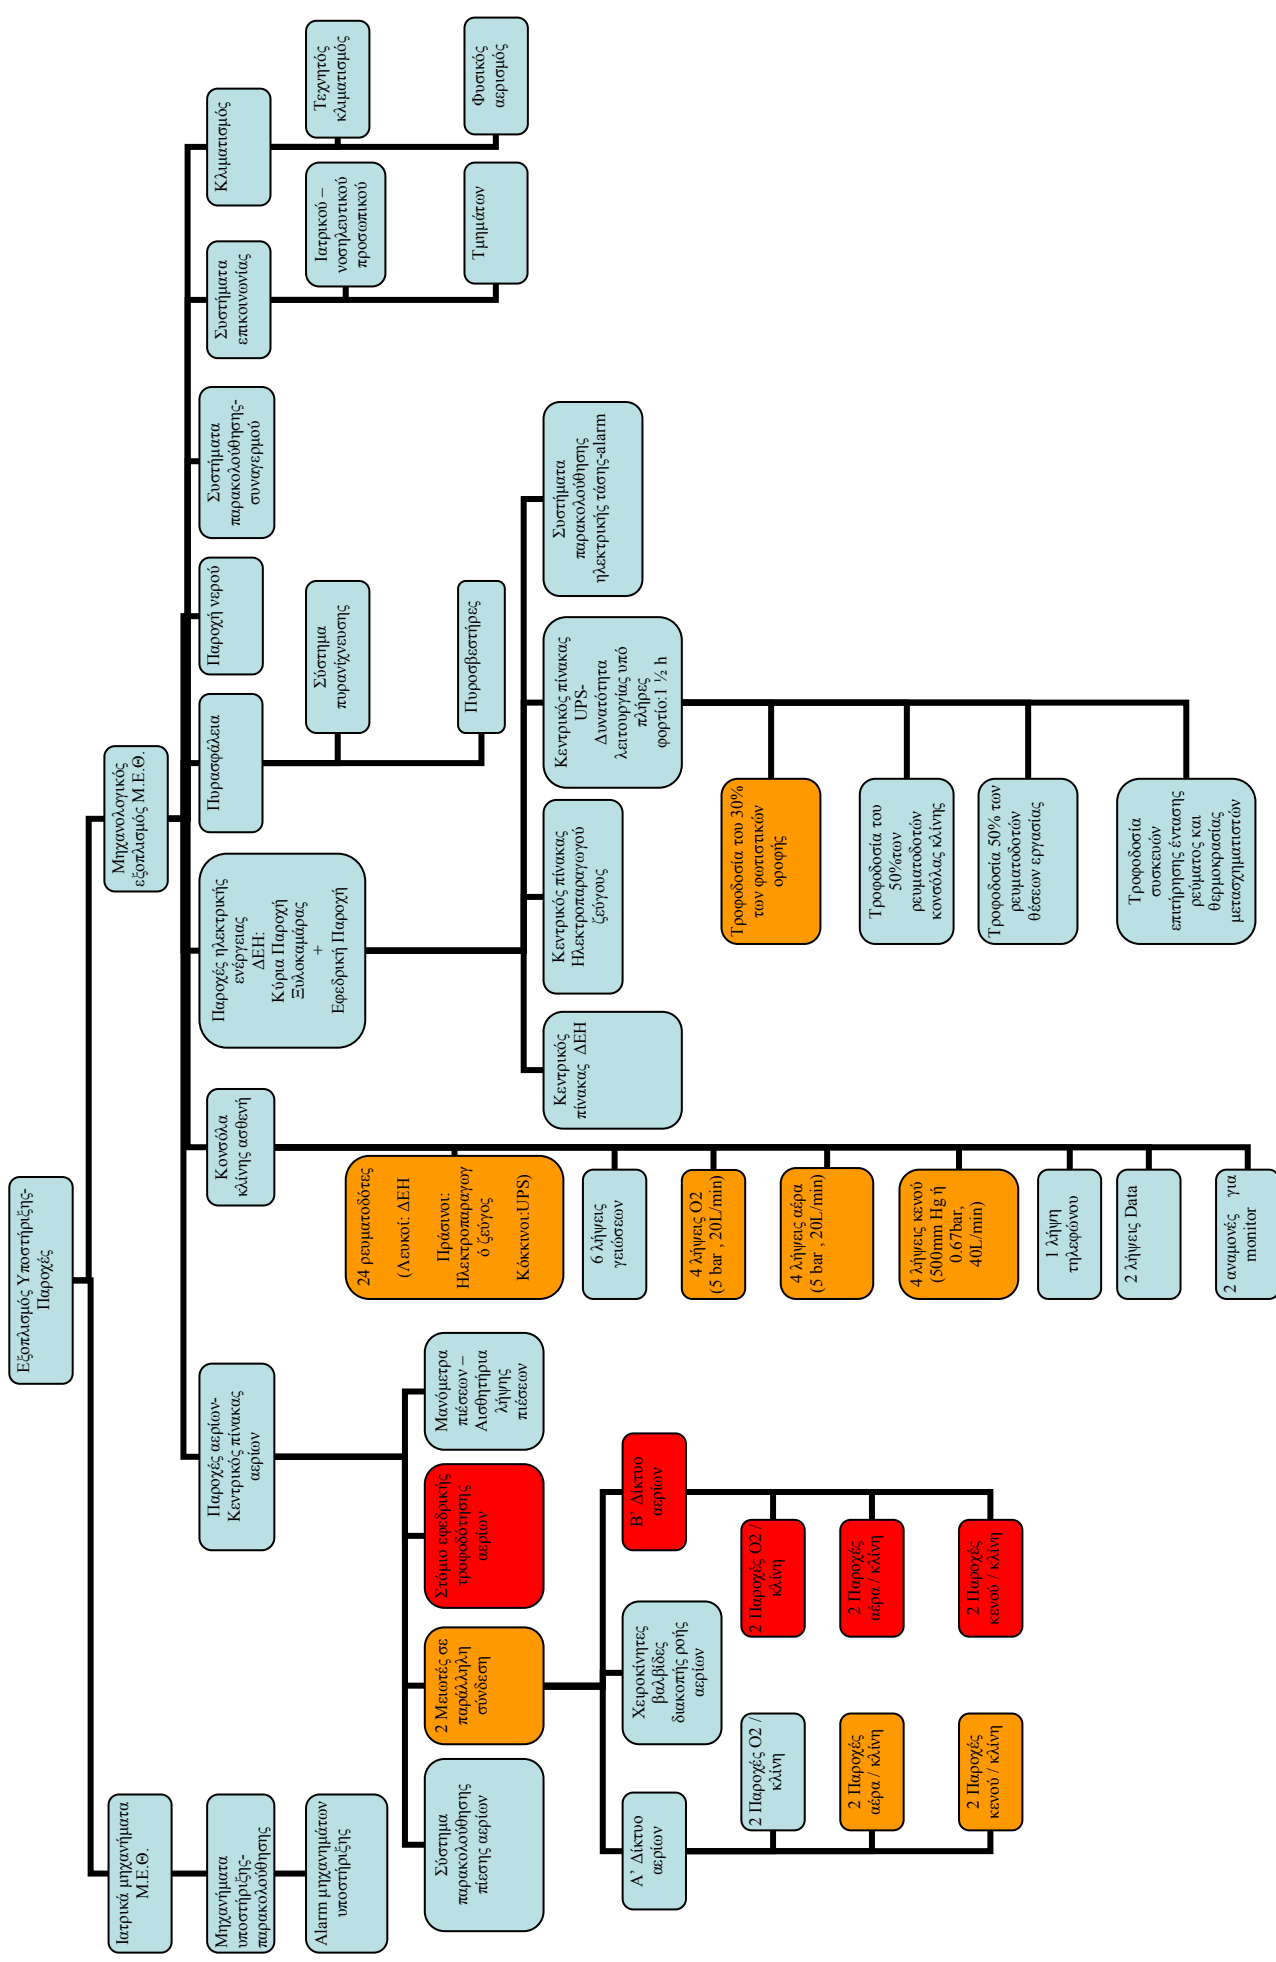 Εξοπλισμός Υποστήριξης-
Παροχές
Ιατρικά μηχανήματα
Μ.Ε.Θ.
Μηχανήματα
υποστήριξης-
παρακολούθησης
Alarm μηχανημάτων
υποστήριξης
Μηχανολογικός
εξοπλισμός Μ.Ε.Θ.
Παροχές αερίων-
Κεντρικός πίνακας
αερίων
Σύστημα
παρακολούθησης
πίεσης αερίων
2 Μειωτές σε
παράλληλη
σύνδεση
Α’ Δίκτυο
αερίων
2 Παροχές Ο2 /
κλίνη
2 Παροχές
αέρα / κλίνη
2 Παροχές
κενού / κλίνη
Χειροκίνητες
βαλβίδες
διακοπής ροής
αερίων
Β’ Δίκτυο
αερίων
2 Παροχές Ο2 /
κλίνη
2 Παροχές
αέρα / κλίνη
2 Παροχές
κενού / κλίνη
Στόμιο εφεδρικής
τροφοδότησης
αερίων
Μανόμετρα
πιέσεων –
Αισθητήρια
λήψης
πιέσεων
Κονσόλα
κλίνης ασθενή
24 ρευματοδότες
(Λευκοί: ΔΕΗ
Πράσινοι:
Ηλεκτροπαραγωγ
ό ζεύγος
Κόκκινοι:UPS)
6 λήψεις
γειώσεων
4 λήψεις Ο2
(5 bar , 20L/min)
4 λήψεις αέρα
(5 bar , 20L/min)
4 λήψεις κενού
(500mm Hg ή
0.67bar,
40L/min)
1 λήψη
τηλεφώνου
2 λήψεις Data
2 αναμονές για
monitor
Παροχές ηλεκτρικής
ενέργειας
ΔΕΗ:
Κύρια Παροχή
Ξυλοκαμάρας
+
Εφεδρική Παροχή
Κεντρικός
πίνακας ΔΕΗ
Κεντρικός πίνακας
Ηλεκτροπαραγωγού
ζεύγους
Κεντρικός πίνακας
UPS-
Δυνατότητα
λειτουργίας υπό
πλήρες
φορτίο:1 ½ h
Τροφοδοσία του 30%
των φωτιστικών
οροφής
Τροφοδοσία του
50%των
ρευματοδοτών
κονσόλας κλίνης
Τροφοδοσία 50% των
ρευματοδοτών
θέσεων εργασίας
Τροφοδοσία
συσκευών
επιτήρησης έντασης
ρεύματος και
θερμοκρασίας
μετασχηματιστών
Συστήματα
παρακολούθησης
ηλεκτρικής τάσης-alarm
Πυρασφάλεια
Σύστημα
πυρανίχνευσης
Πυροσβεστήρες
Παροχή νερού
Συστήματα
παρακολούθησης-
συναγερμού
Συστήματα
επικοινωνίας
Ιατρικού –
νοσηλευτικού
προσωπικού
Τμημάτων
Κλιματισμός
Τεχνητός
κλιματισμός
Φυσικός
αερισμός